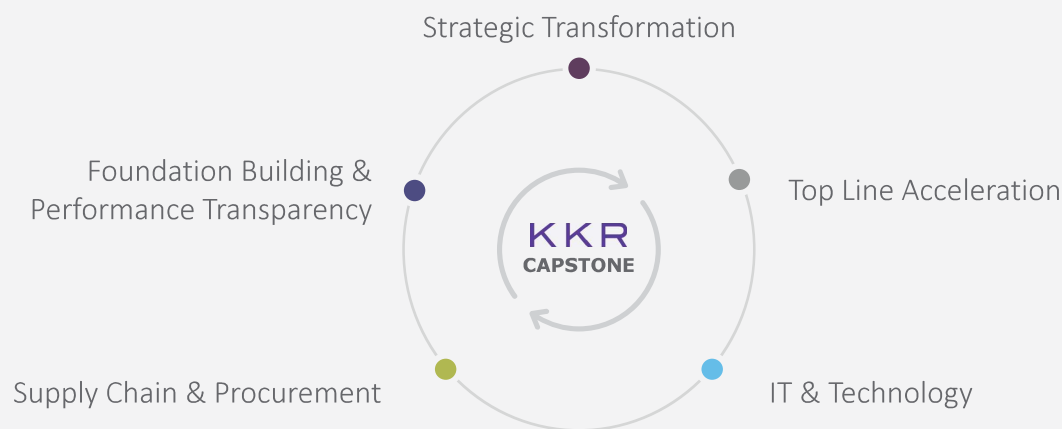 Strategic Transformation
Foundation Building &
Performance Transparency
Top Line Acceleration
KKR
CAPSTONE
Supply Chain & Procurement
IT & Technology